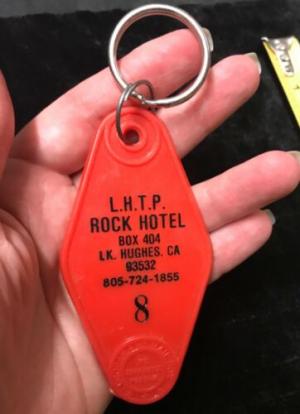 L.H.T.P.
ROCK HOTEL
BOX 404
LK. HUGHES. CA
93532
805-724-1855
8